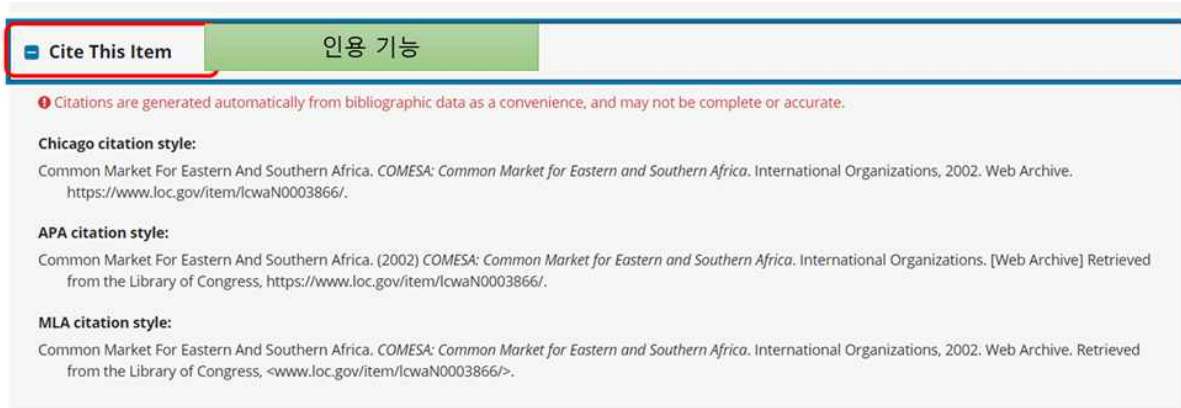 Cite This Item
인용 기능
Citations are generated automatically from bibliographic data as a convenience, and may not be complete or accurate.
Chicago citation style:
Common Market For Eastern And Southern Africa. COMESA: Common Market for Eastern and Southern Africa. International Organizations, 2002. Web Archive.
https://www.loc.gov/item/lcwaN0003866/.
APA citation style:
Common Market For Eastern And Southern Africa. (2002) COMESA: Common Market for Eastern and Southern Africa. International Organizations. [Web Archive] Retrieved
from the Library of Congress, https://www.loc.gov/item/lcwaN0003866/.
MLA citation style:
Common Market For Eastern And Southern Africa. COMESA: Common Market for Eastern and Southern Africa. International Organizations, 2002. Web Archive. Retrieved
from the Library of Congress, <www.loc.gov/item/lcwaN0003866/>.